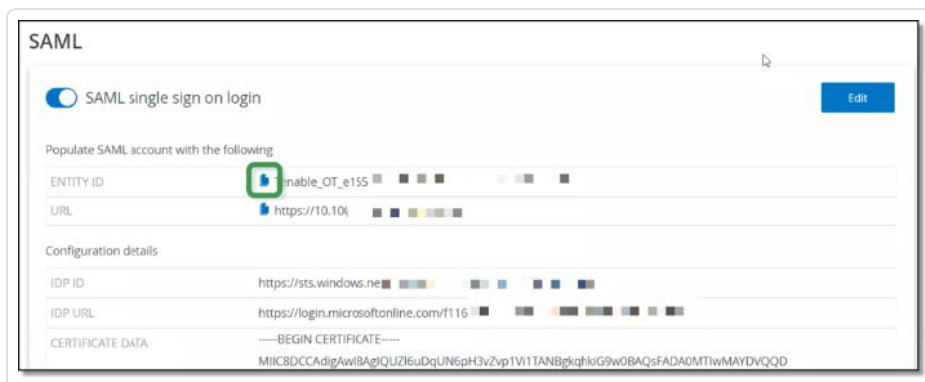 SAML
SAML single sign on login
Edit
Populate SAML account with the following
ENTITY ID Tenable_OT_e155
URL https://10.10
Configuration details
IDP ID https://sts.windows.ne
IDP URL https://login.microsoftonline.com/f116
CERTIFICATE DATA -----BEGIN CERTIFICATE-----
MIIC8DCCAdigAwIBAgIQUZl6uDqUN6pH3vZvp1Vi1TANBgkqhkiG9w0BAQsFADA0MTIwMAYDVQQD